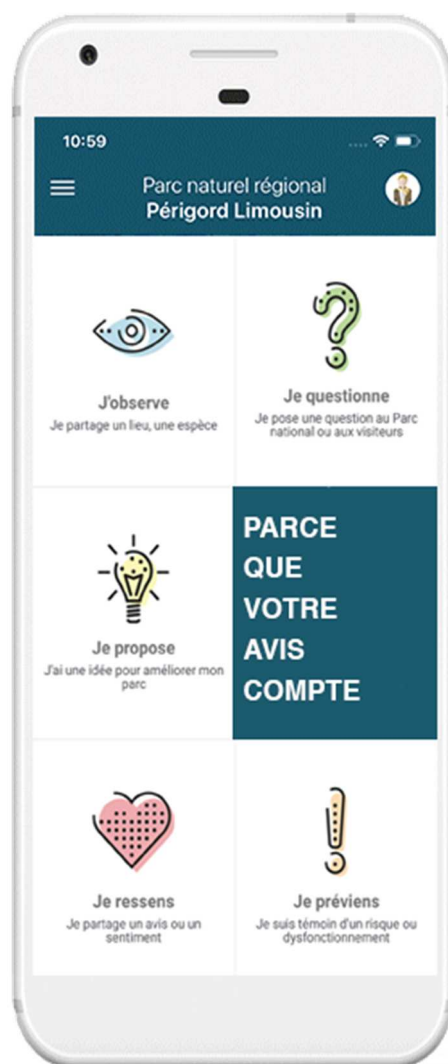 10:59
Parc naturel régional
Périgord Limousin
J'observe
Je partage un lieu, une espèce
Je questionne
Je pose une question au Parc
national ou aux visiteurs
Je propose
J'ai une idée pour améliorer mon
parc
PARCE
QUE
VOTRE
AVIS
COMPTE
Je ressens
Je partage un avis ou un
sentiment
Je préviens
Je suis témoin d'un risque ou
dysfonctionnement